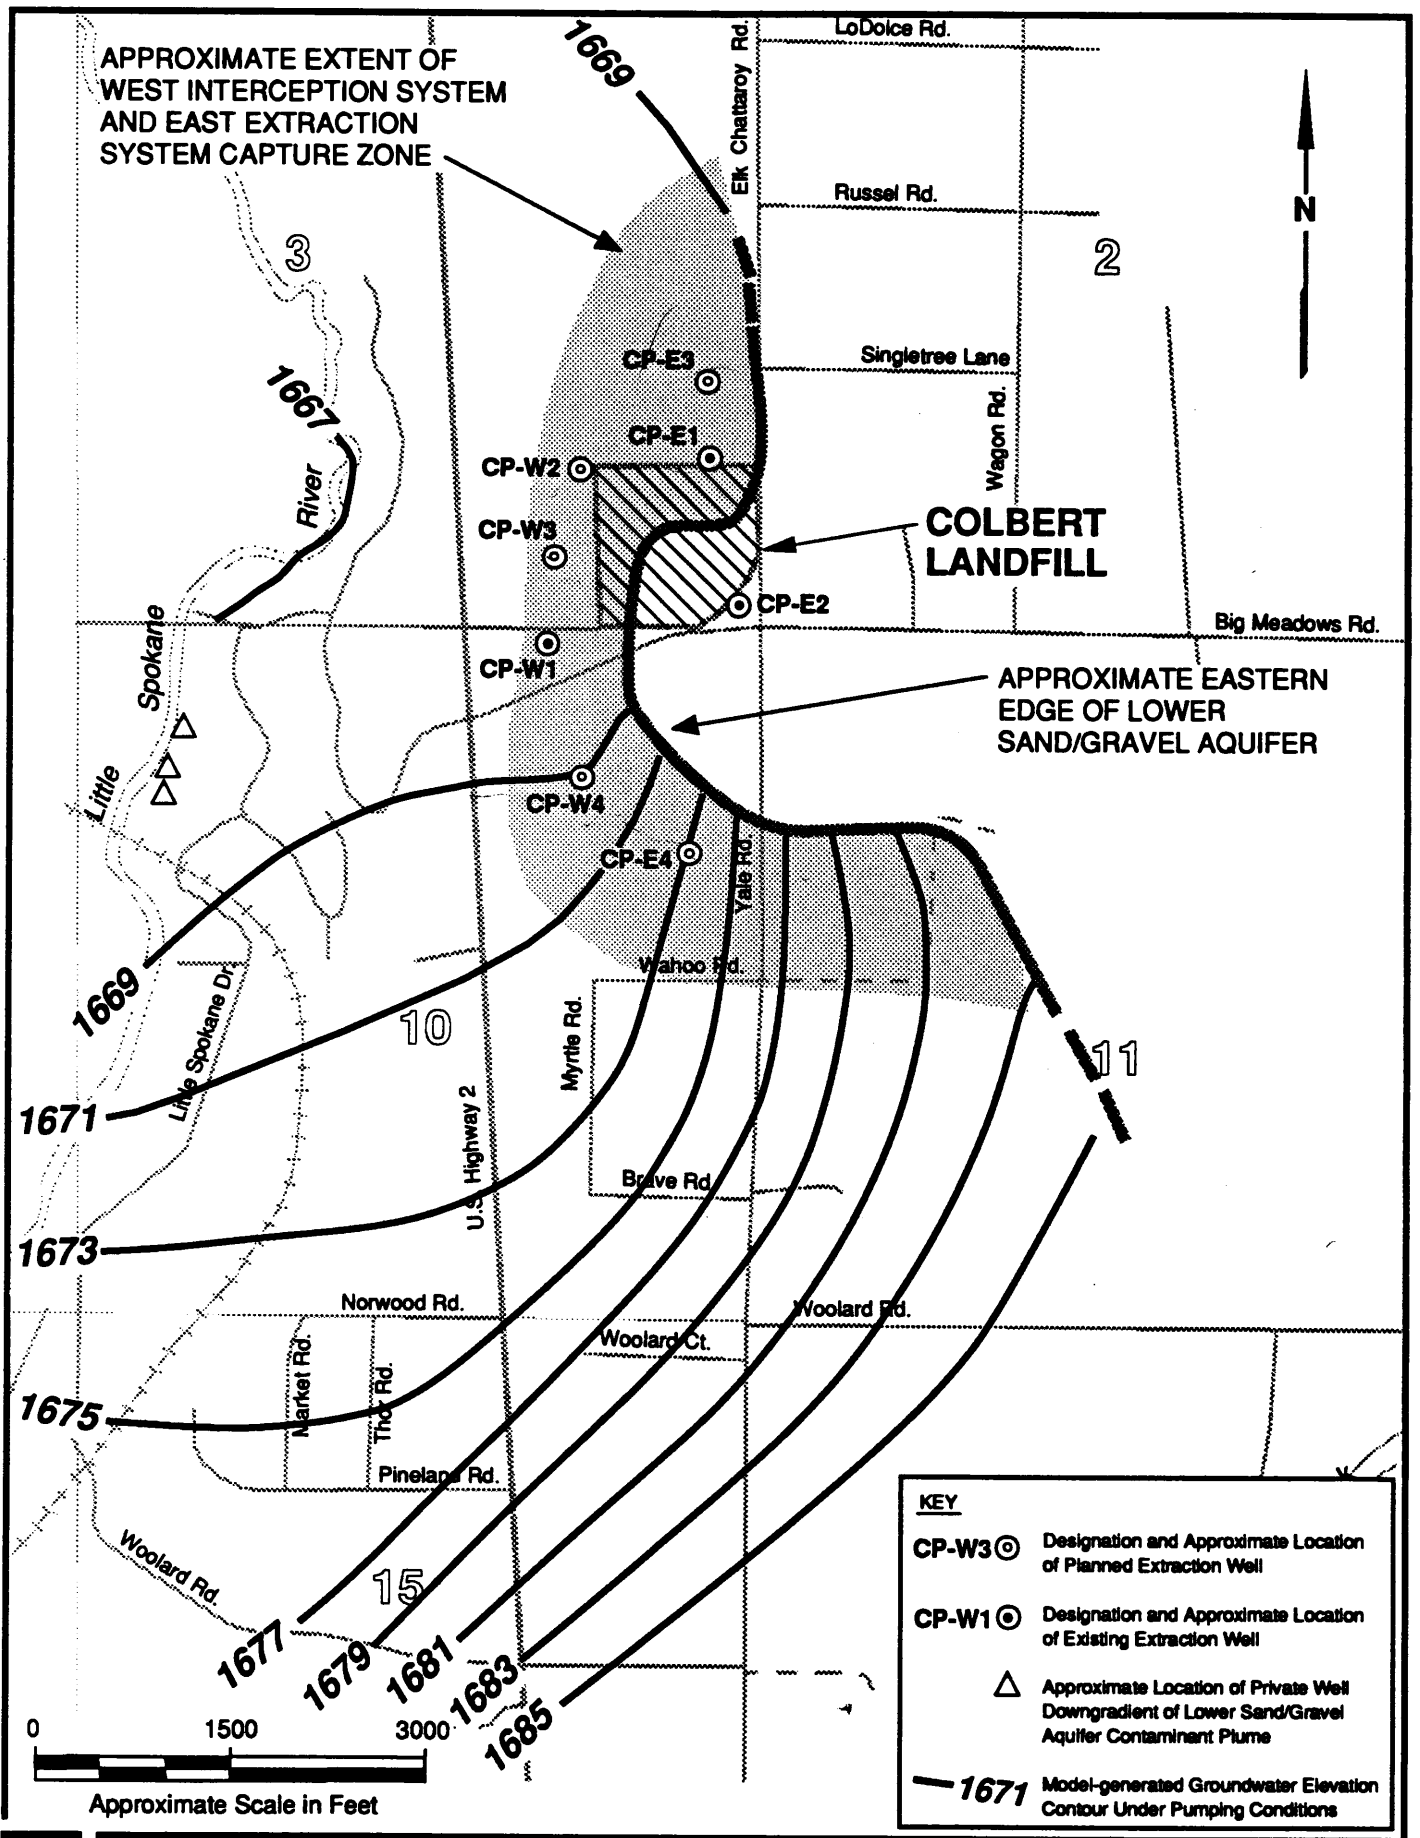 APPROXIMATE EXTENT OF
WEST INTERCEPTION SYSTEM
AND EAST EXTRACTION
SYSTEM CAPTURE ZONE
1669
Elk Chattaroy Rd.
LoDolce Rd.
Russel Rd.
N
3
2
Singletree Lane
Wagon Rd.
1667
CP-E3
CP-E1
CP-W2
CP-W3
River
COLBERT
LANDFILL
CP-E2
Big Meadows Rd.
Spokane
CP-W1
APPROXIMATE EASTERN
EDGE OF LOWER
SAND/GRAVEL AQUIFER
Little
CP-W4
CP-E4
Yale Rd.
Wahoo Rd.
1669
Little Spokane Dr.
10
Myrtle Rd.
11
1671
U.S. Highway 2
Brave Rd.
1673
Norwood Rd.
Woolard Rd.
Woolard Ct.
Market Rd.
Thor Rd.
1675
Pineland Rd.
Woolard Rd.
15
1677
1679
1681
1683
1685
0 1500 3000
Approximate Scale in Feet
KEY
CP-W3 Designation and Approximate Location
of Planned Extraction Well
CP-W1 Designation and Approximate Location
of Existing Extraction Well
Approximate Location of Private Well
Downgradient of Lower Sand/Gravel
Aquifer Contaminant Plume
1671 Model-generated Groundwater Elevation
Contour Under Pumping Conditions